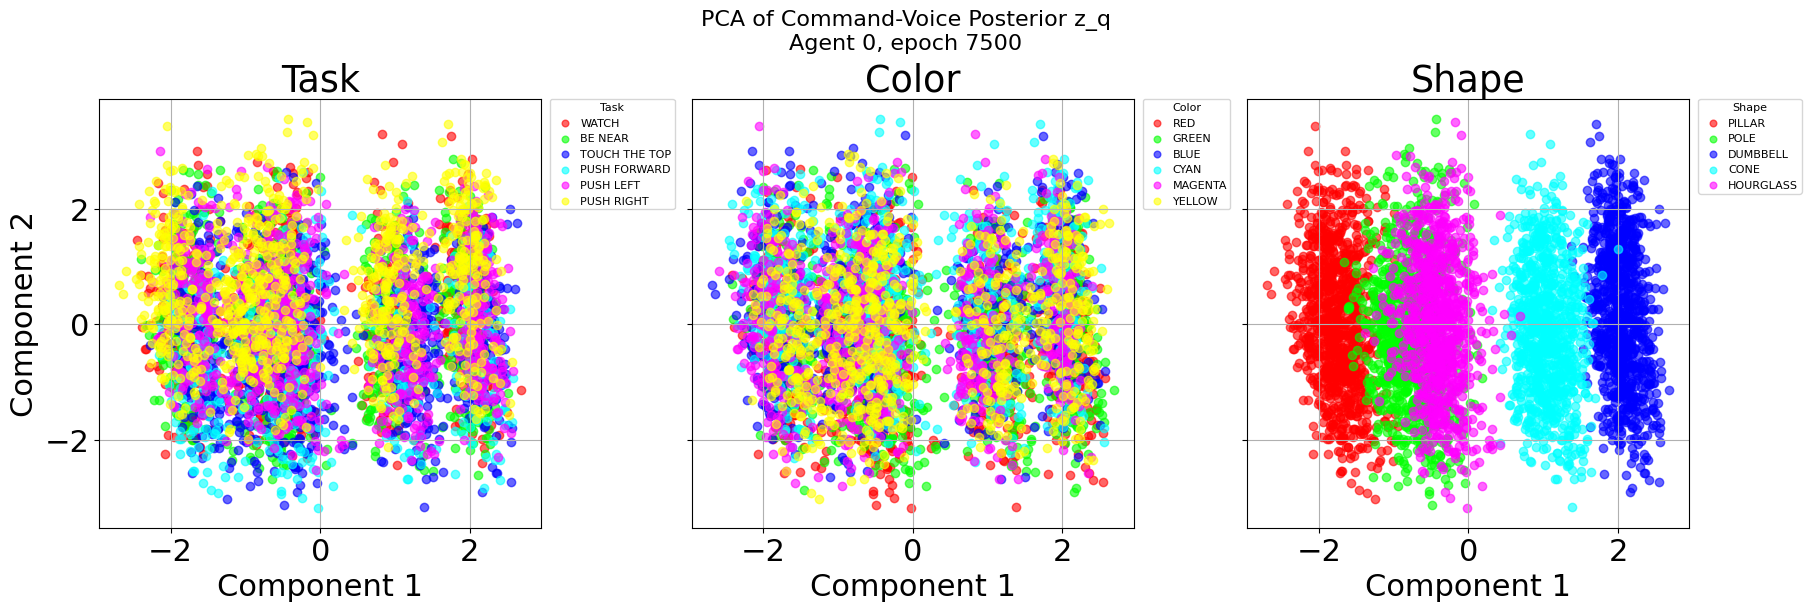 PCA of Command-Voice Posterior z_q
Agent 0, epoch 7500
Task
Component 2
2
0
−2
−2 0 2
Component 1
Task
WATCH
BE NEAR
TOUCH THE TOP
PUSH FORWARD
PUSH LEFT
PUSH RIGHT
Color
−2 0 2
Component 1
Color
RED
GREEN
BLUE
CYAN
MAGENTA
YELLOW
Shape
−2 0 2
Component 1
Shape
PILLAR
POLE
DUMBBELL
CONE
HOURGLASS